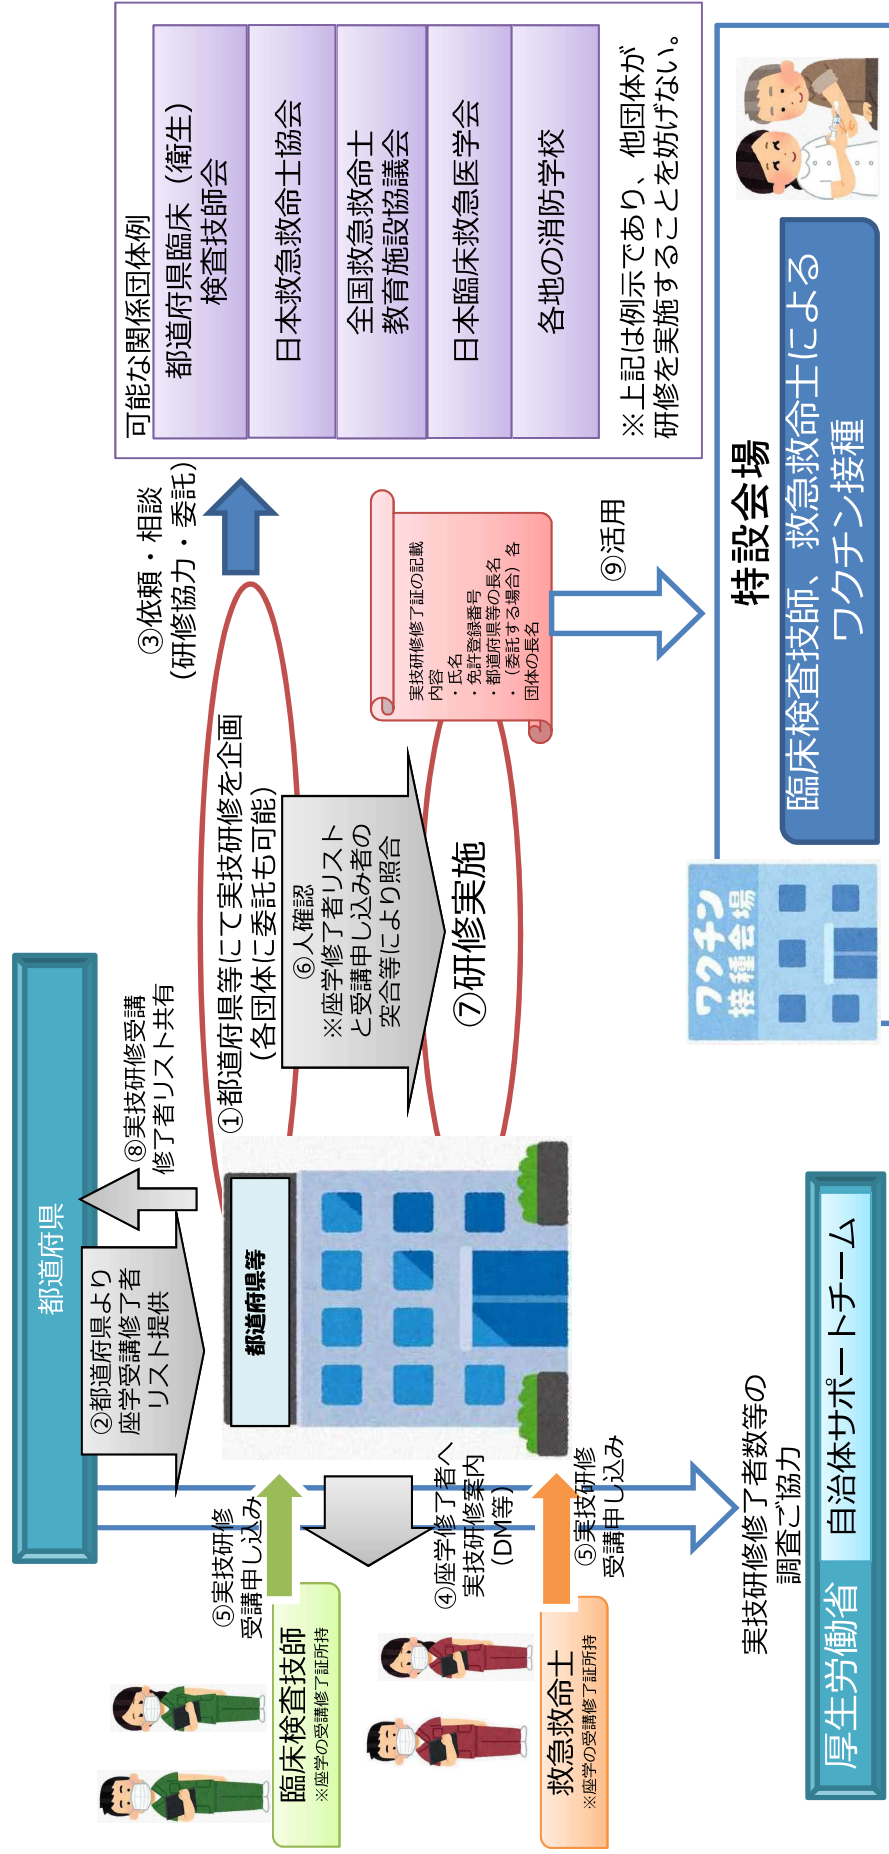 都道府県
②都道府県より
座学受講修了者
リスト提供
⑧実技研修受講
修了者リスト共有
①都道府県等にて実技研修を企画
(各団体に委託も可能)
③依頼・相談
(研修協力・委託)
可能な関係団体例
都道府県臨床(衛生)
検査技師会
日本救急救命士協会
全国救急救命士
教育施設協議会
日本臨床救急医学会
各地の消防学校
※上記は例示であり、他団体が
研修を実施することを妨げない。
⑤実技研修
受講申し込み
臨床検査技師
※座学の受講修了証所持
④座学修了者へ
実技研修案内
(DM等)
⑤実技研修
受講申し込み
救急救命士
※座学の受講修了証所持
都道府県等
⑥人確認
※座学修了者リスト
と受講申し込み者の
突合等により照合
⑦研修実施
実技研修修了証の記載
内容
・氏名
・免許登録番号
・都道府県等の長名
・(委託する場合)各
団体の長名
⑨活用
実技研修修了者数等の
調査ご協力
厚生労働省
自治体サポートチーム
ワクチン
接種会場
特設会場
臨床検査技師、救急救命士による
ワクチン接種